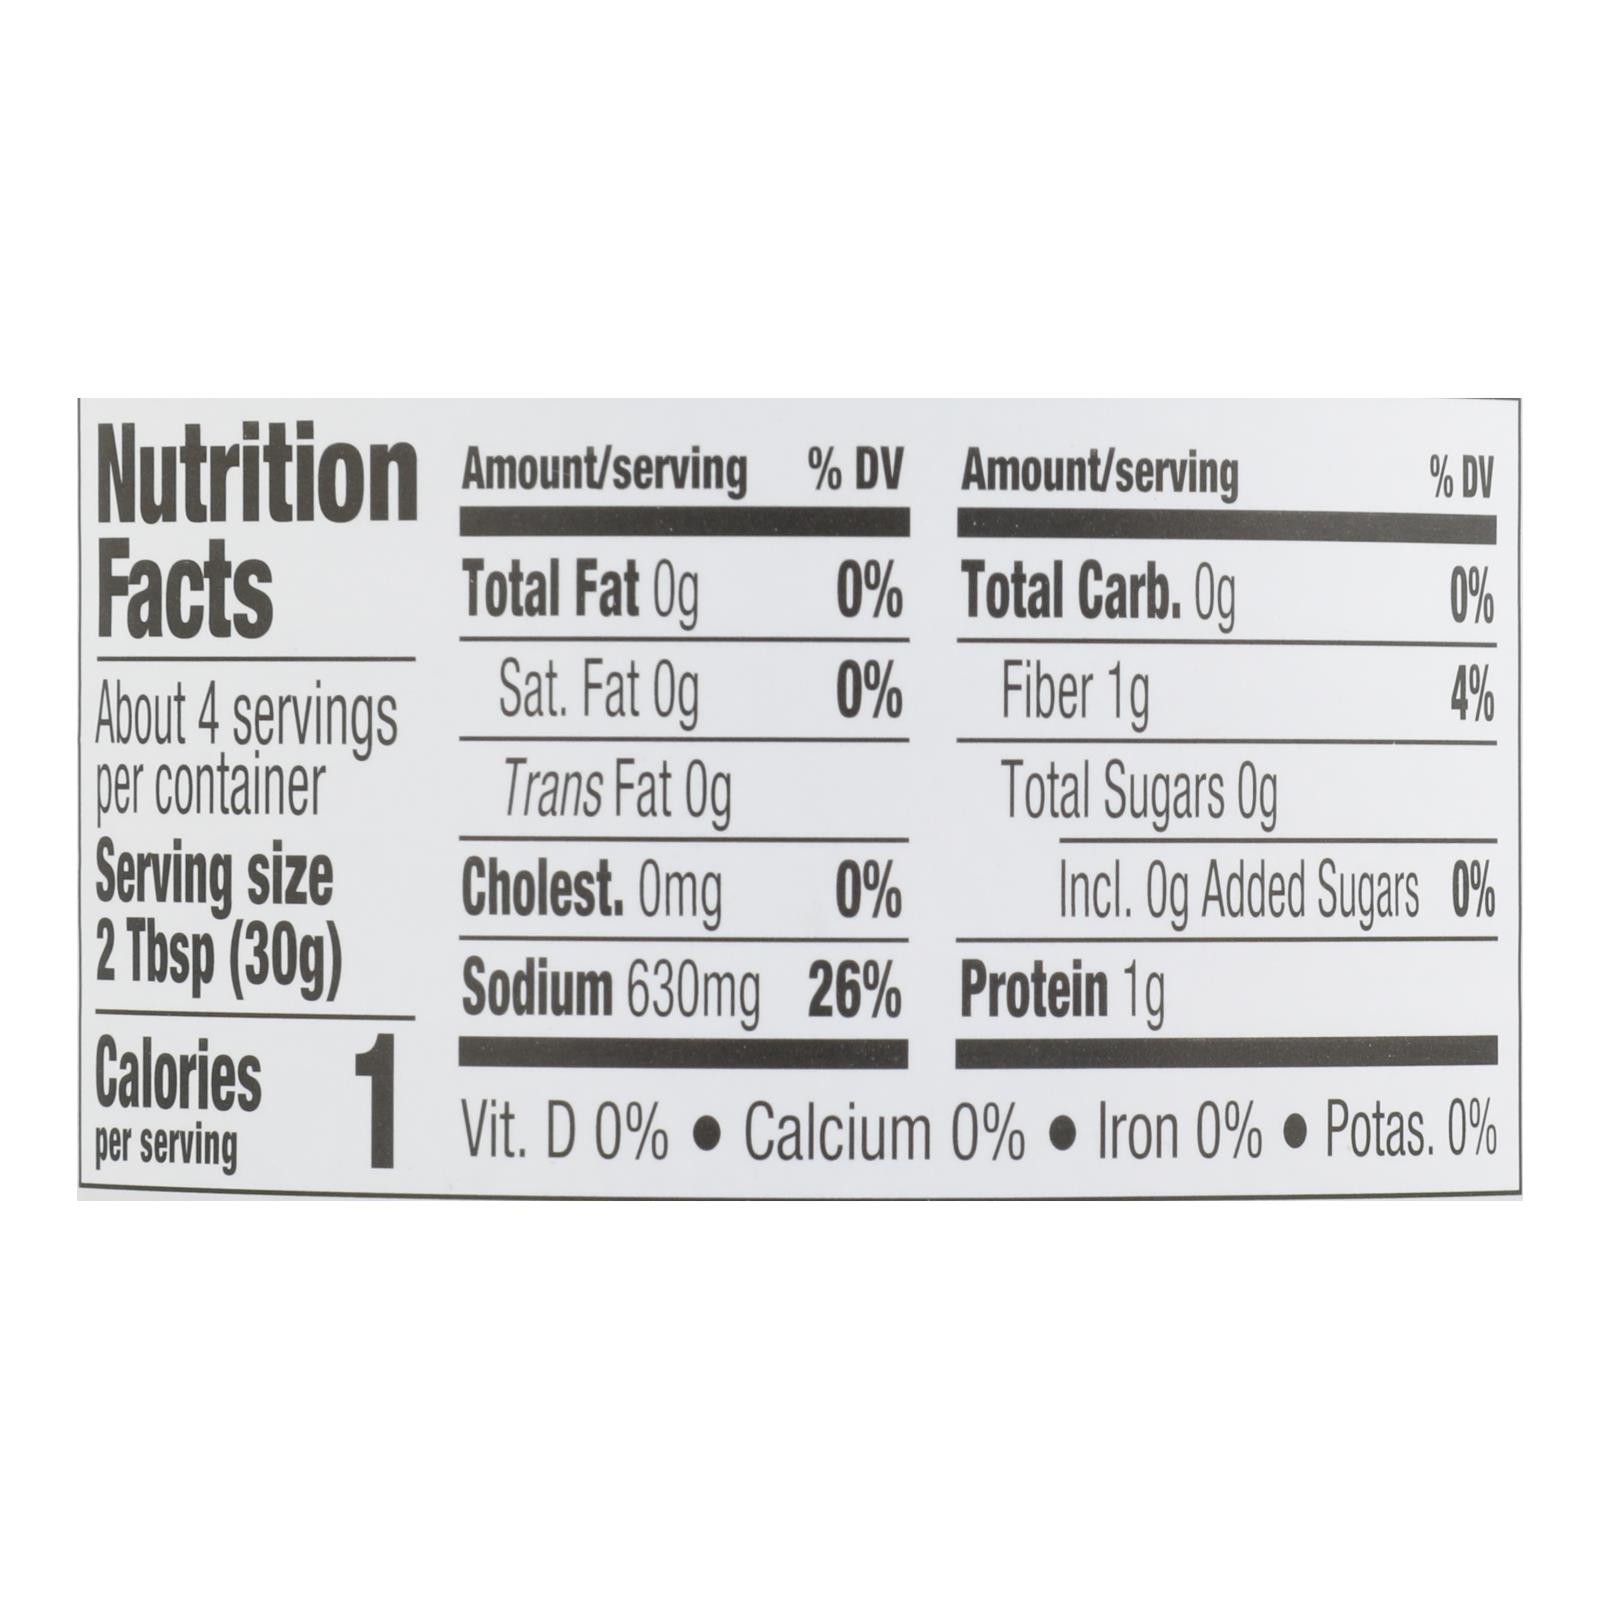 Nutrition
Facts
About 4 servings
per container
Serving size
2 Tbsp (30g)
Calories 1
per serving
Amount/serving % DV
Total Fat 0g 0%
Sat. Fat 0g 0%
Trans Fat 0g
Cholest. 0mg 0%
Sodium 630mg 26%
Amount/serving % DV
Total Carb. 0g 0%
Fiber 1g 4%
Total Sugars 0g
Incl. 0g Added Sugars 0%
Protein 1g
Vit. D 0% ● Calcium 0% ● Iron 0% ● Potas. 0%